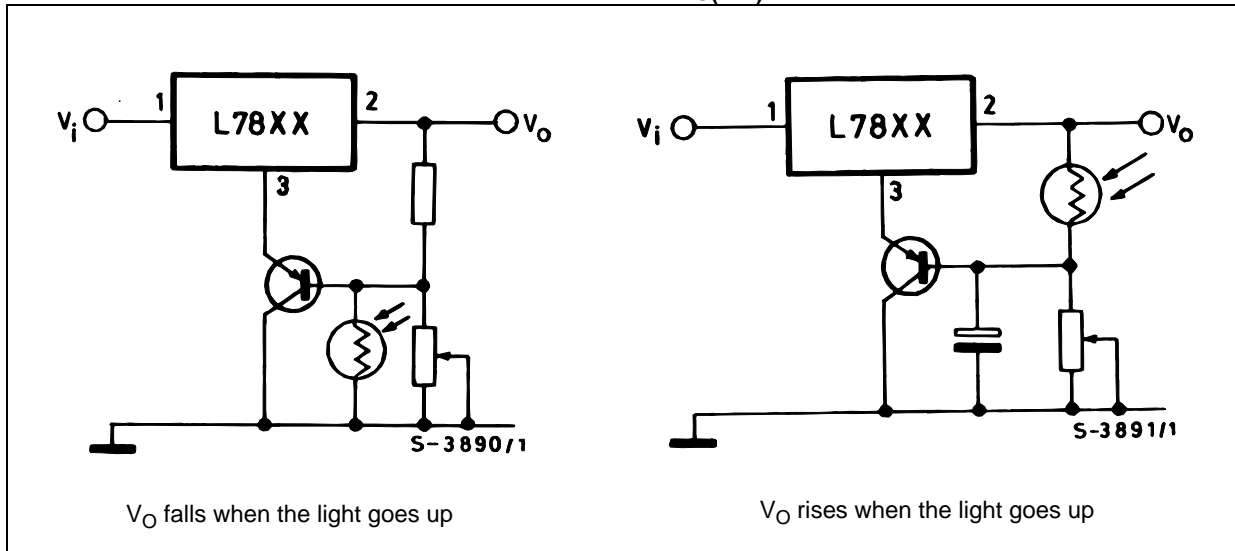 Vi 1 L78XX 2 Vo
3
S-3890/1
Vo falls when the light goes up
Vi 1 L78XX 2 Vo
3
S-3891/1
Vo rises when the light goes up